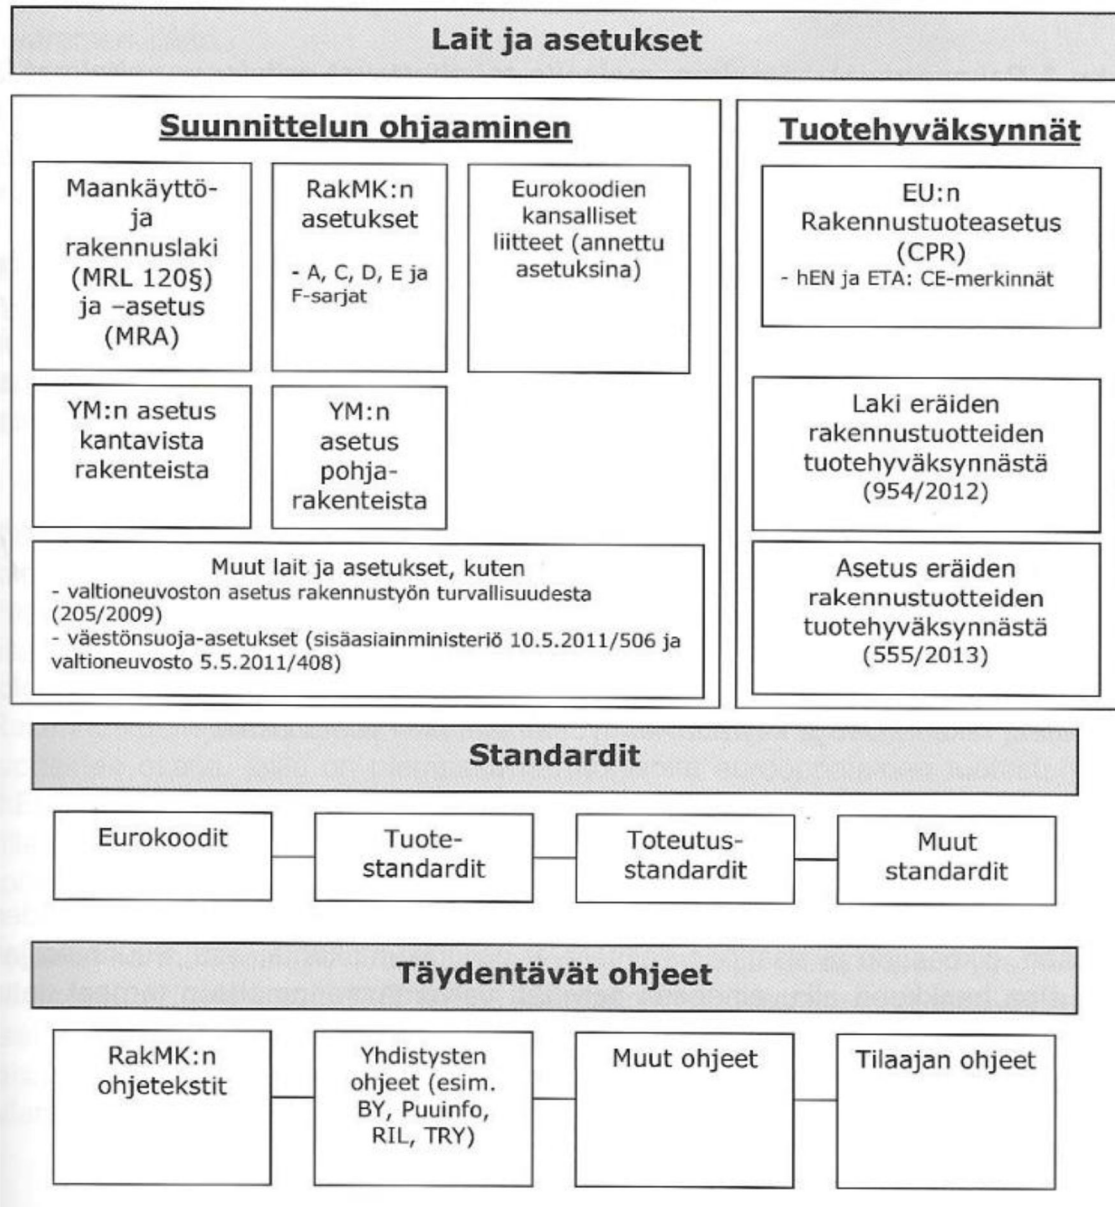 Lait ja asetukset
Suunnittelun ohjaaminen
Maankäyttö-
ja
rakennuslaki
(MRL 120§)
ja –asetus
(MRA)
RakMK:n
asetukset
- A, C, D, E ja
F-sarjat
Eurokoodien
kansalliset
liitteet (annettu
asetuksina)
YM:n asetus
kantavista
rakenteista
YM:n
asetus
pohja-
rakenteista
Muut lait ja asetukset, kuten
- valtioneuvoston asetus rakennustyön turvallisuudesta
(205/2009)
- väestönsuoja-asetukset (sisäasiainministeriö 10.5.2011/506 ja
valtioneuvosto 5.5.2011/408)
Tuotehyväksynnät
EU:n
Rakennustuoteasetus
(CPR)
- hEN ja ETA: CE-merkinnät
Laki eräiden
rakennustuotteiden
tuotehyväksynnästä
(954/2012)
Asetus eräiden
rakennustuotteiden
tuotehyväksynnästä
(555/2013)
Standardit
Eurokoodit
Tuote-
standardit
Toteutus-
standardit
Muut
standardit
Täydentävät ohjeet
RakMK:n
ohjetekstit
Yhdistysten
ohjeet (esim.
BY, Puuinfo,
RIL, TRY)
Muut ohjeet
Tilaajan ohjeet